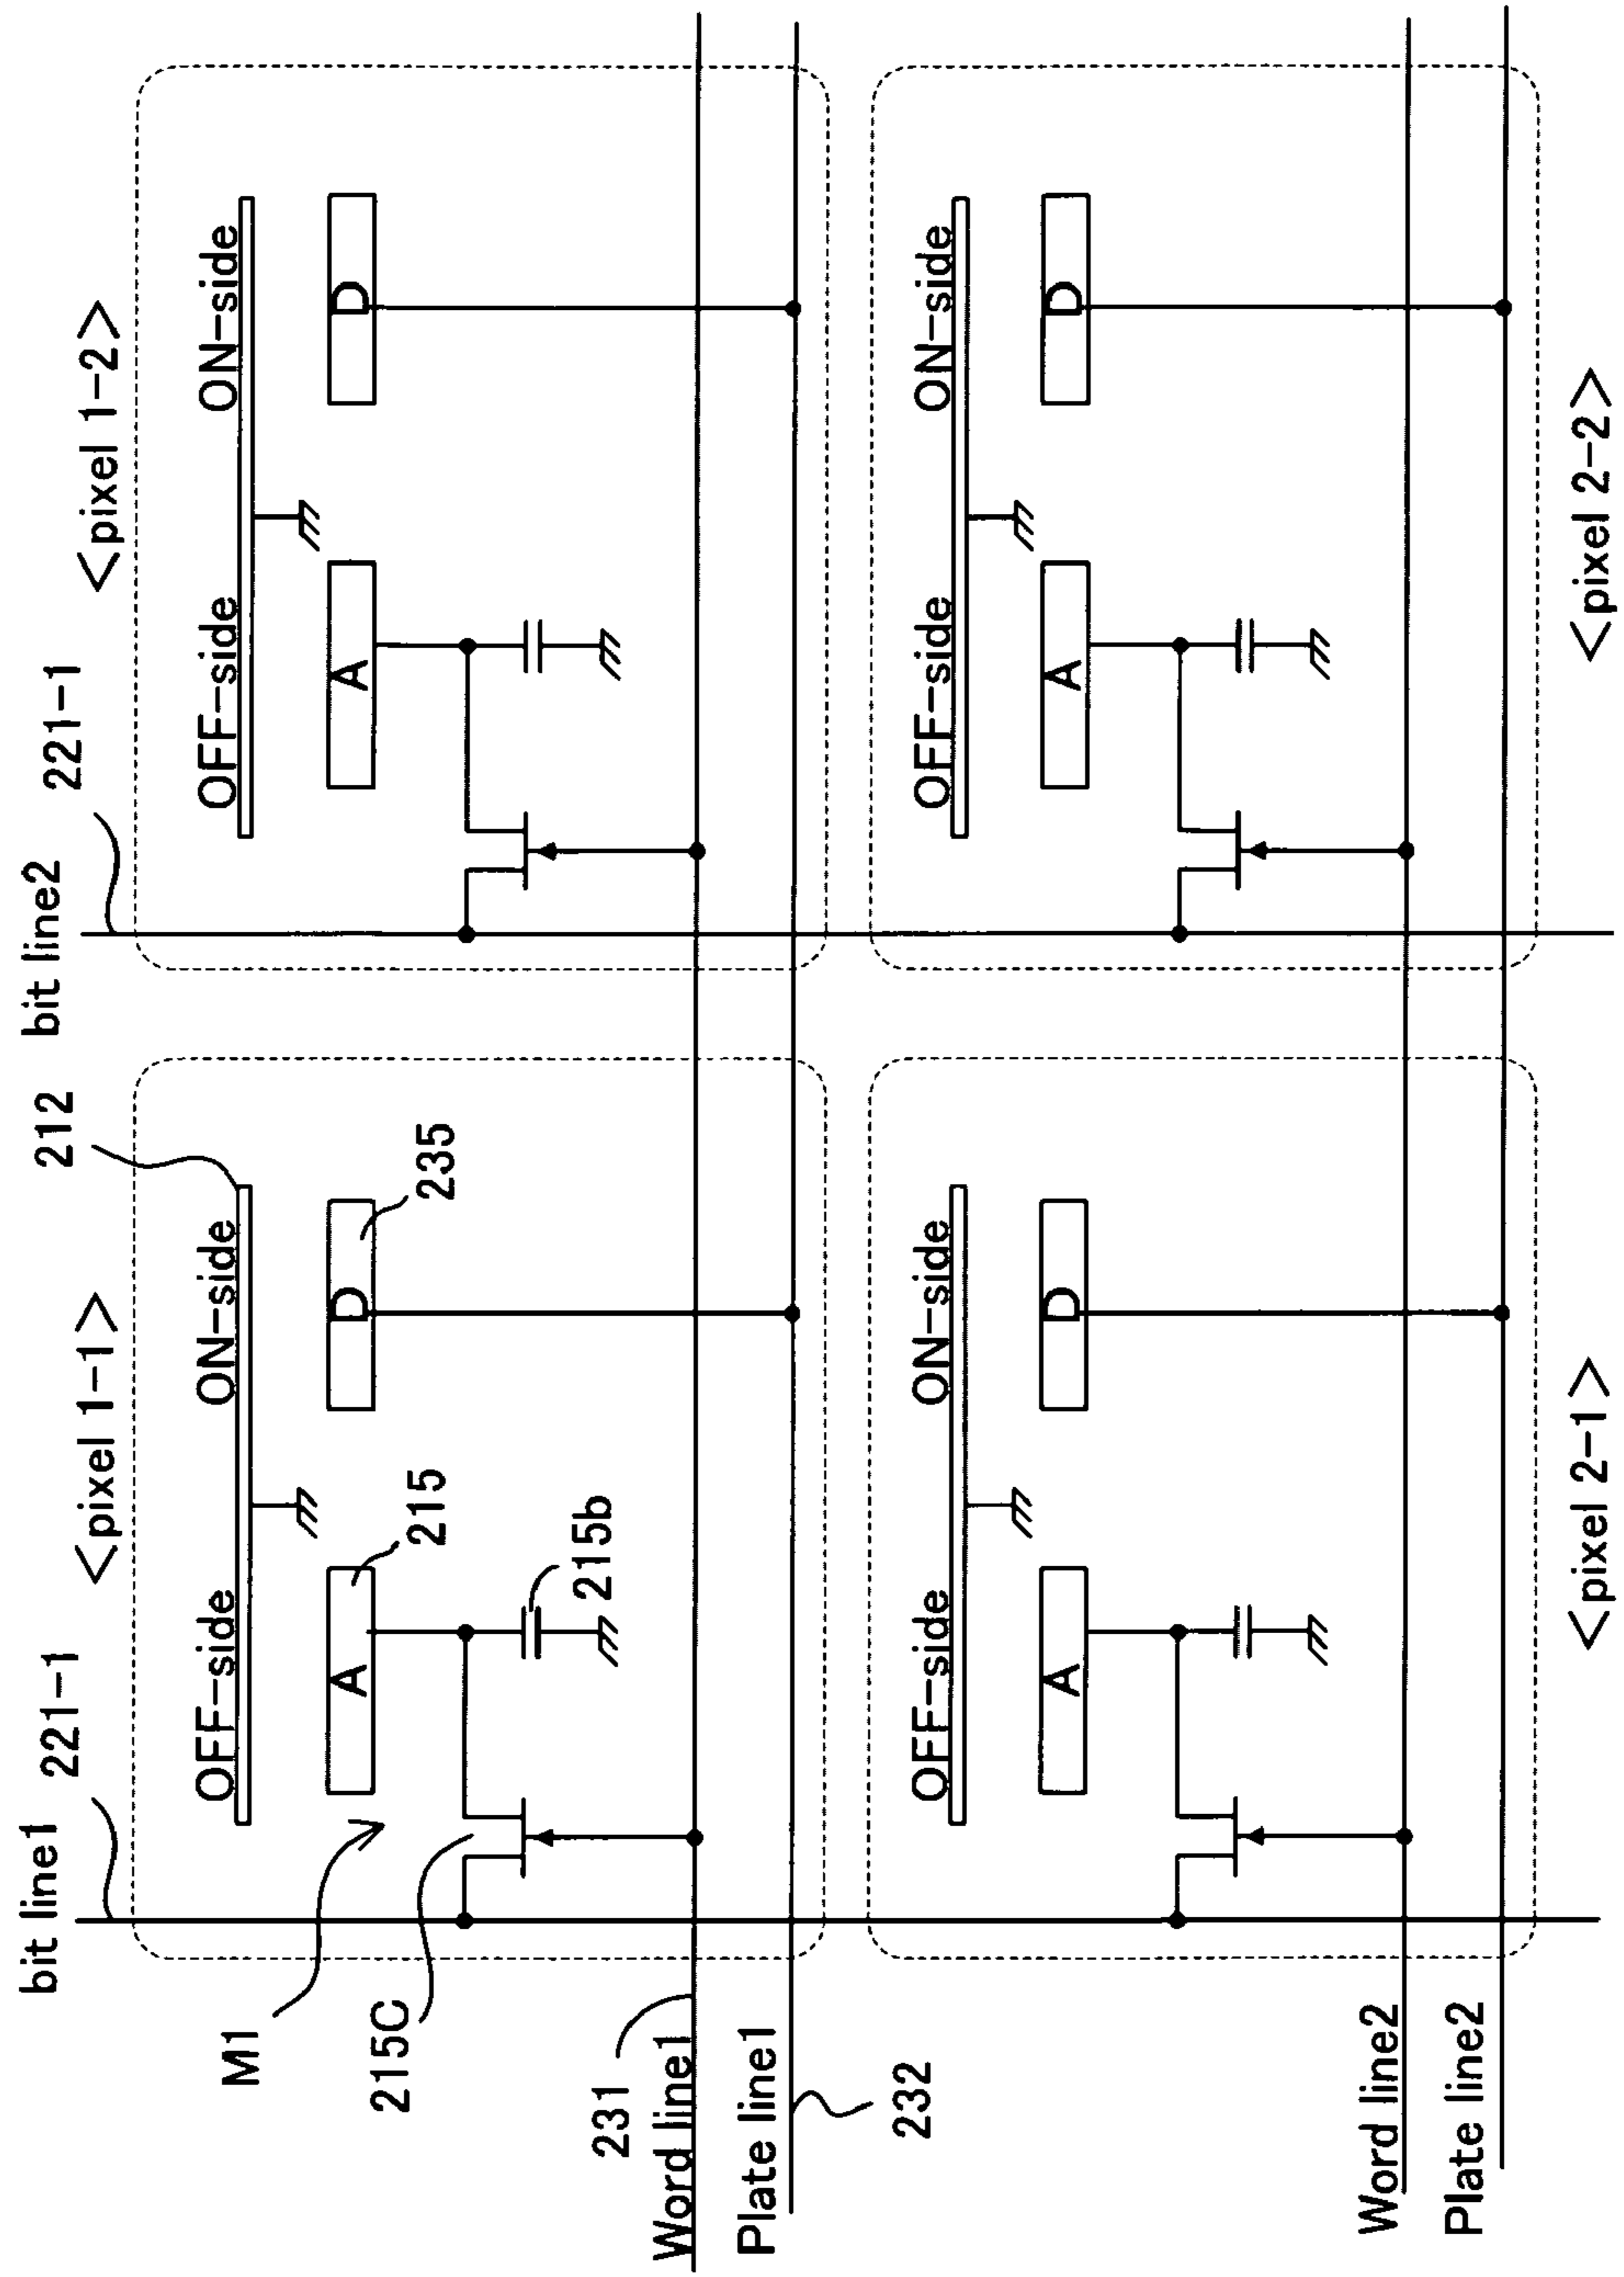 bit line1
221-1
<pixel 1-1>
212
bit line2
221-1
<pixel 1-2>
OFF-side
ON-side
OFF-side
ON-side
M1
A
215
D
235
A
D
215C
215b
231
Word line1
Plate line1
232
OFF-side
ON-side
OFF-side
ON-side
A
D
A
D
Word line2
Plate line2
<pixel 2-1>
<pixel 2-2>